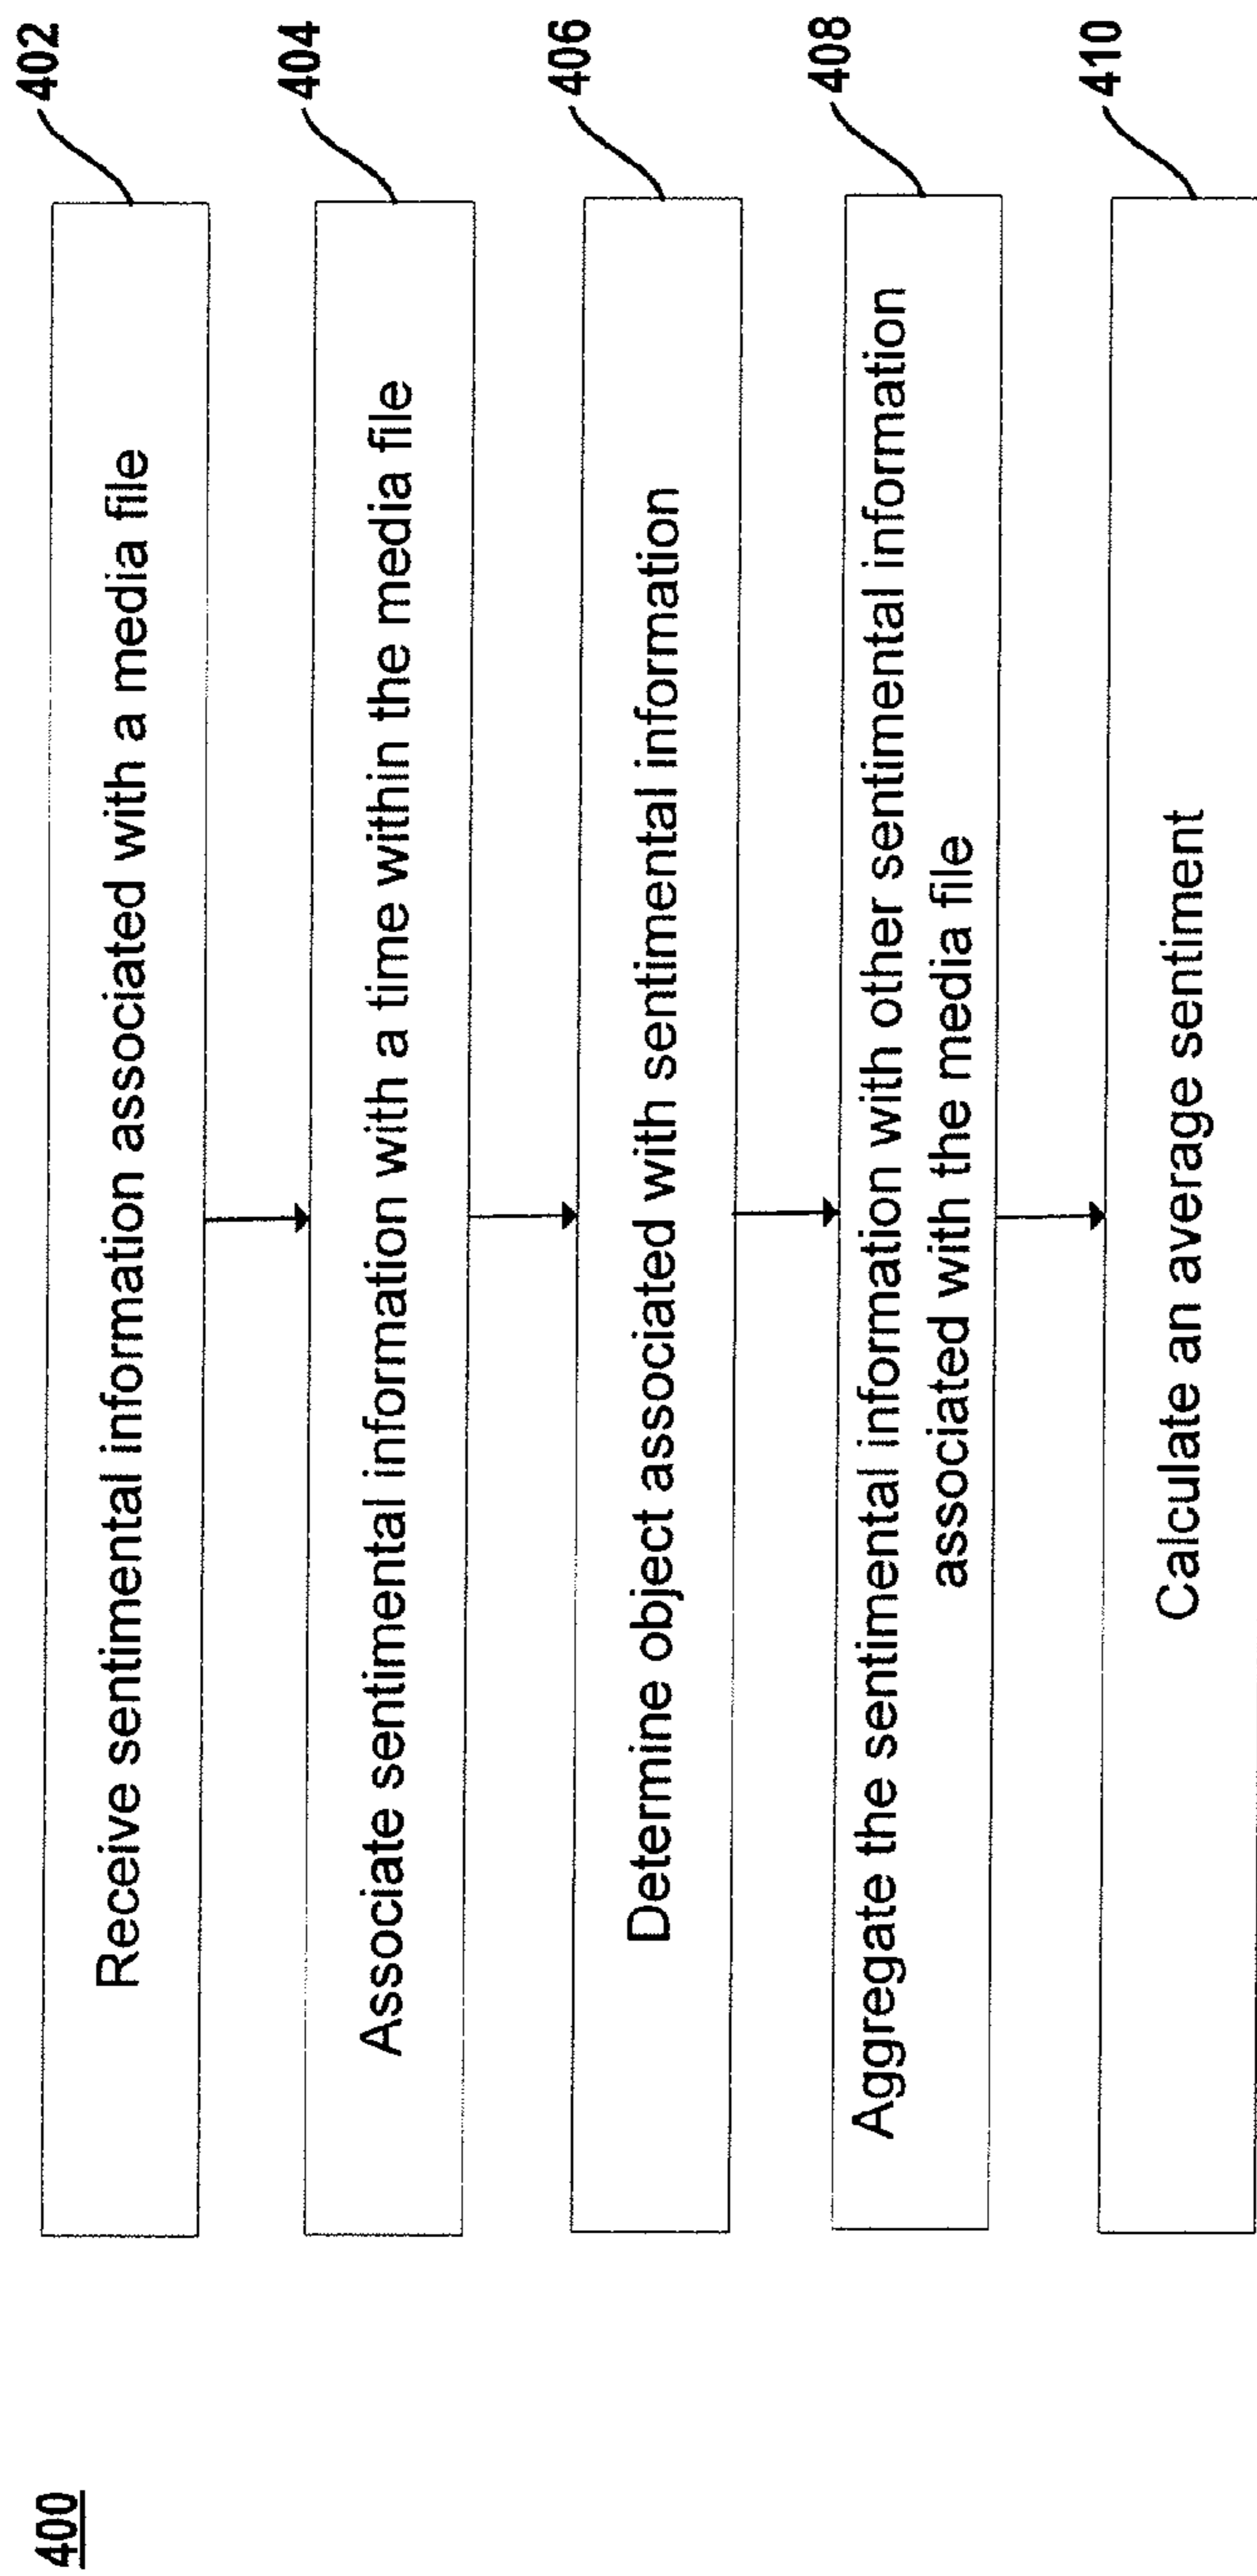 400
Receive sentimental information associated with a media file
402
Associate sentimental information with a time within the media file
404
Determine object associated with sentimental information
406
Aggregate the sentimental information with other sentimental information
associated with the media file
408
Calculate an average sentiment
410